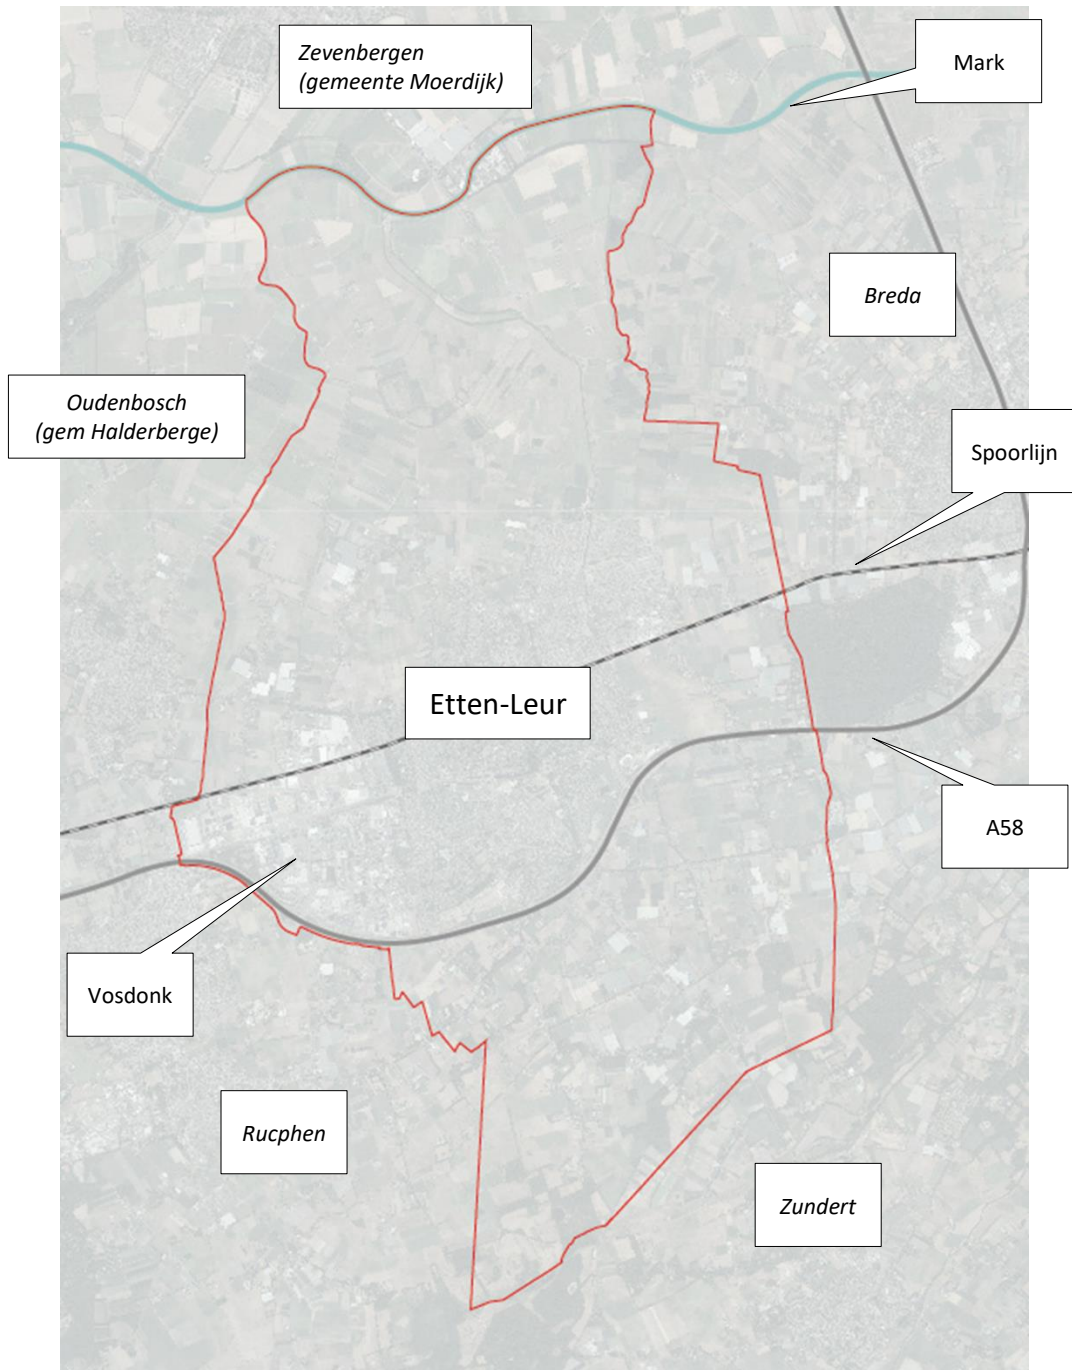 Zevenbergen
(gemeente Moerdijk)
Mark
Breda
Oudenbosch
(gem Halderberge)
Spoorlijn
Etten-Leur
A58
Vosdonk
Rucphen
Zundert